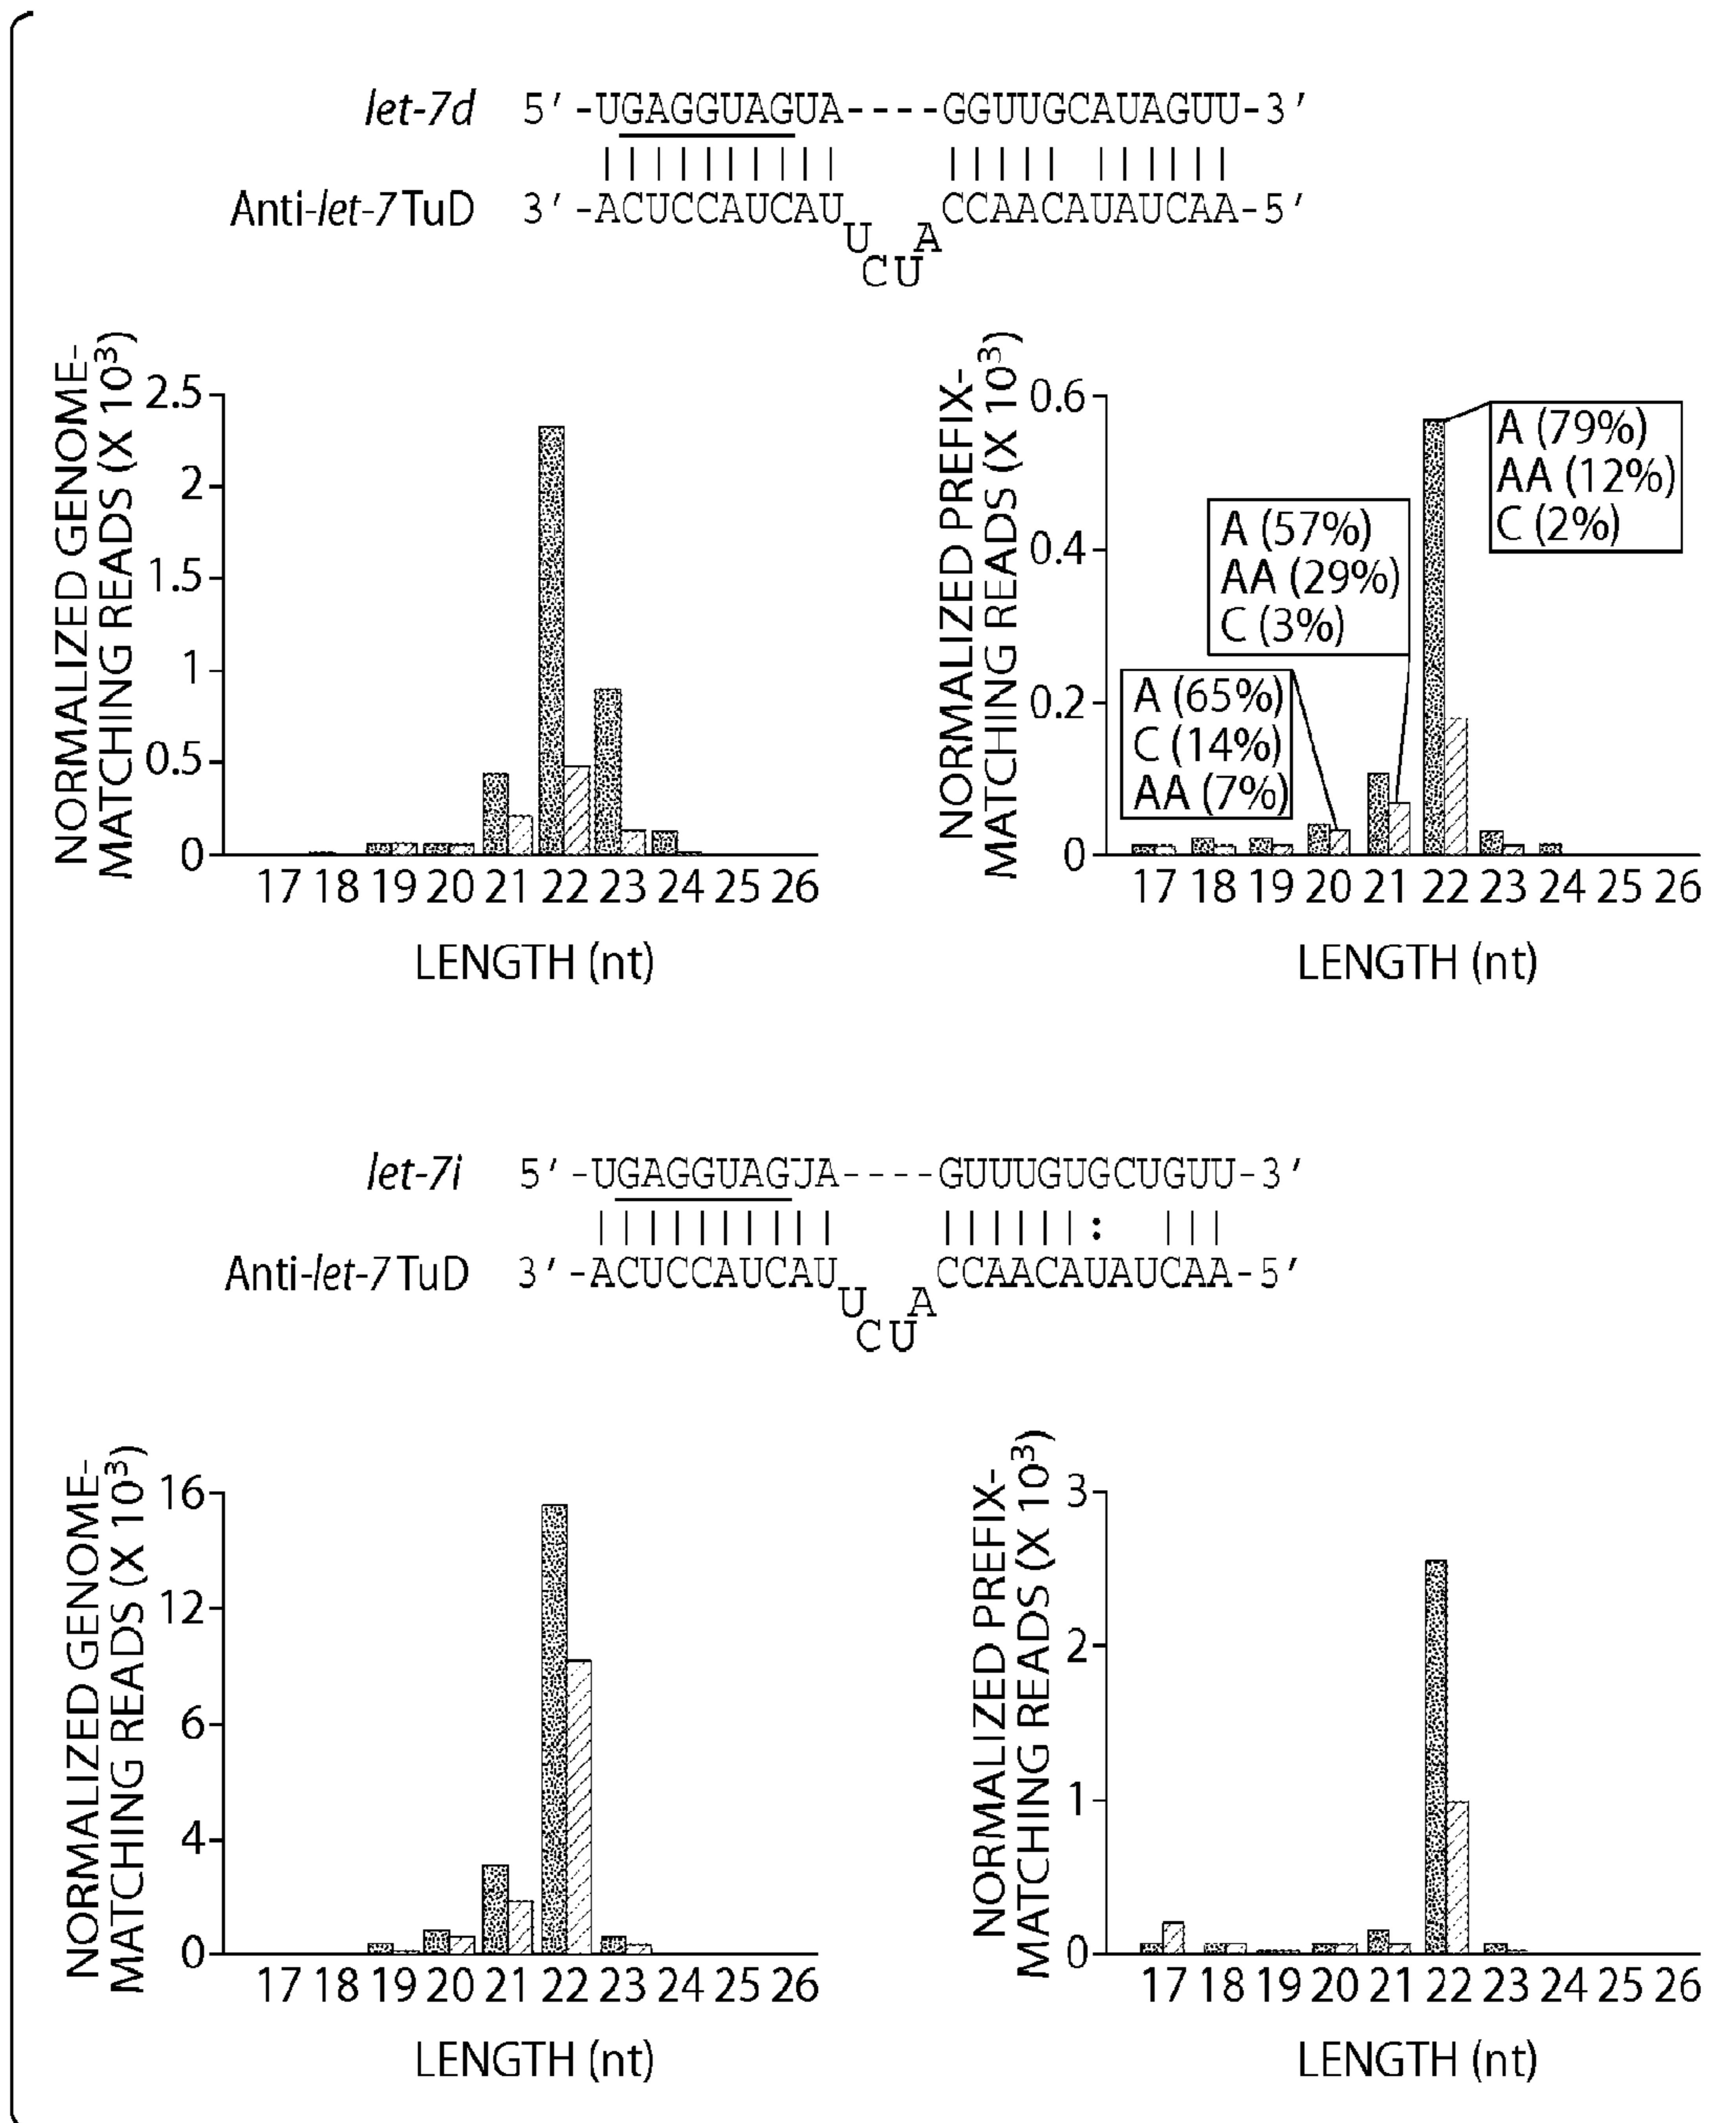 let-7d 5′-UGAGGUAGUA----GGUUGCAUAGUU-3′
Anti-let-7 TuD 3′-ACUCCAUCAU CCAACAUAUCAA-5′
U A
CU
NORMALIZED GENOME-
MATCHING READS (X 10³)
2.5
2
1.5
1
0.5
0
17 18 19 20 21 22 23 24 25 26
LENGTH (nt)
NORMALIZED PREFIX-
MATCHING READS (X 10³)
0.6
0.4
0.2
0
A (79%)
AA (12%)
C (2%)
A (57%)
AA (29%)
C (3%)
A (65%)
C (14%)
AA (7%)
17 18 19 20 21 22 23 24 25 26
LENGTH (nt)
let-7i 5′-UGAGGUAGUA----GUUUGUGCUGUU-3′
:
Anti-let-7 TuD 3′-ACUCCAUCAU CCAACAUAUCAA-5′
U A
CU
NORMALIZED GENOME-
MATCHING READS (X 10³)
16
12
6
4
0
17 18 19 20 21 22 23 24 25 26
LENGTH (nt)
NORMALIZED PREFIX-
MATCHING READS (X 10³)
3
2
1
0
17 18 19 20 21 22 23 24 25 26
LENGTH (nt)